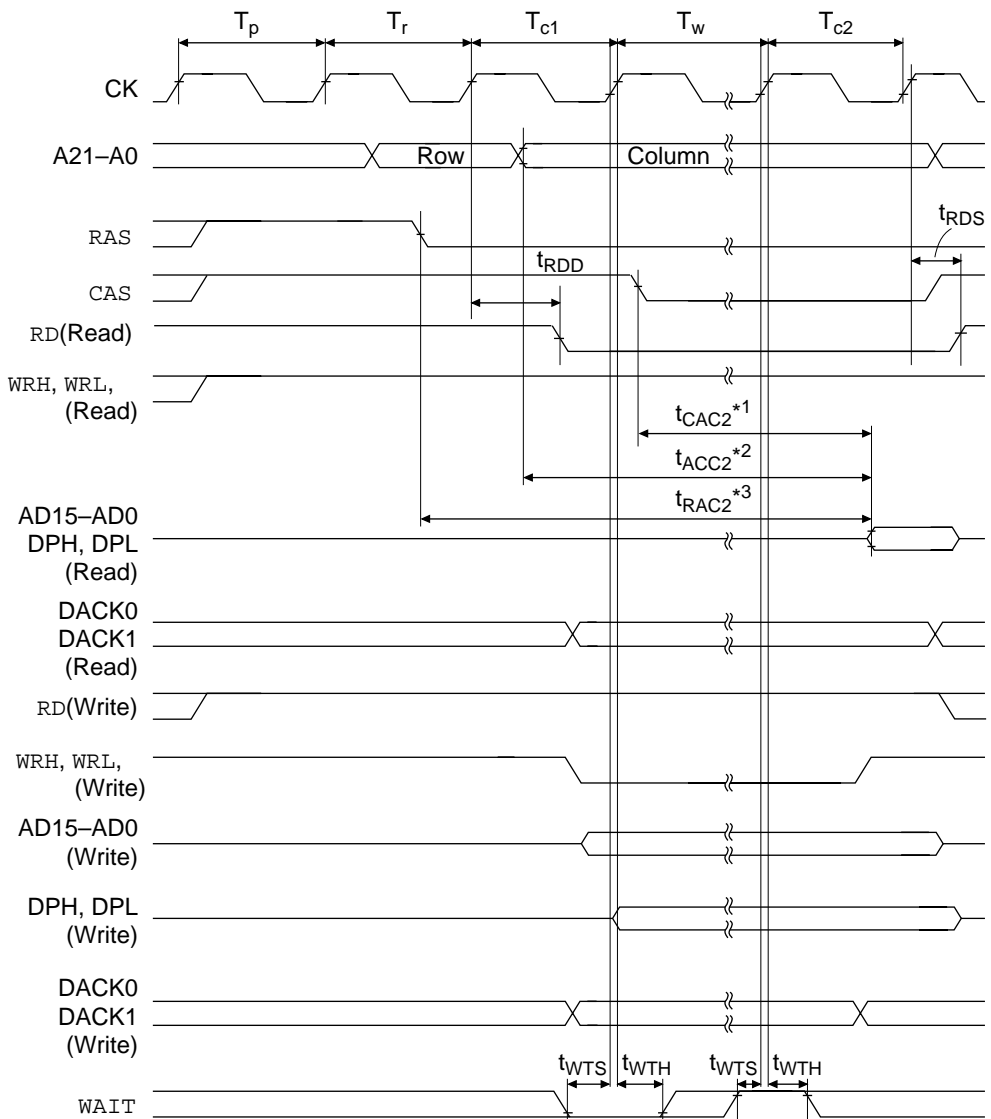 Tp Tr Tc1 Tw Tc2
CK
A21–A0 Row Column
RAS tRDS
tRDD
CAS
RD(Read)
WRH, WRL,
(Read)
tCAC2*1
tACC2*2
tRAC2*3
AD15–AD0
DPH, DPL
(Read)
DACK0
DACK1
(Read)
RD(Write)
WRH, WRL,
(Write)
AD15–AD0
(Write)
DPH, DPL
(Write)
DACK0
DACK1
(Write)
tWTS tWTH tWTS tWTH
WAIT